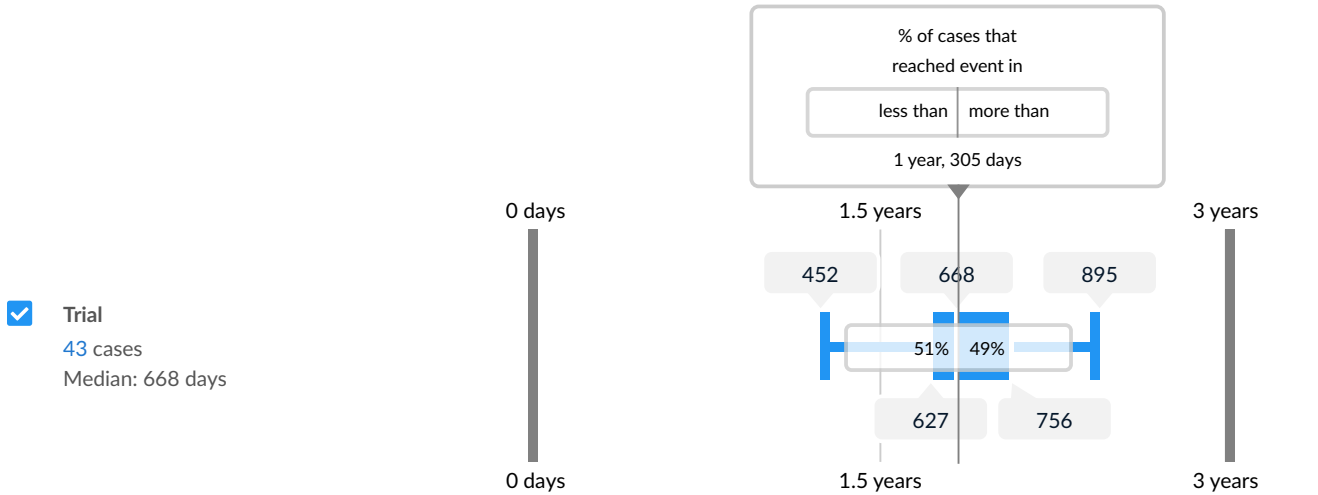 % of cases that
reached event in
less than more than
1 year, 305 days
0 days 1.5 years 3 years
452 668 895
Trial
43 cases
Median: 668 days
51% 49%
627 756
0 days 1.5 years 3 years